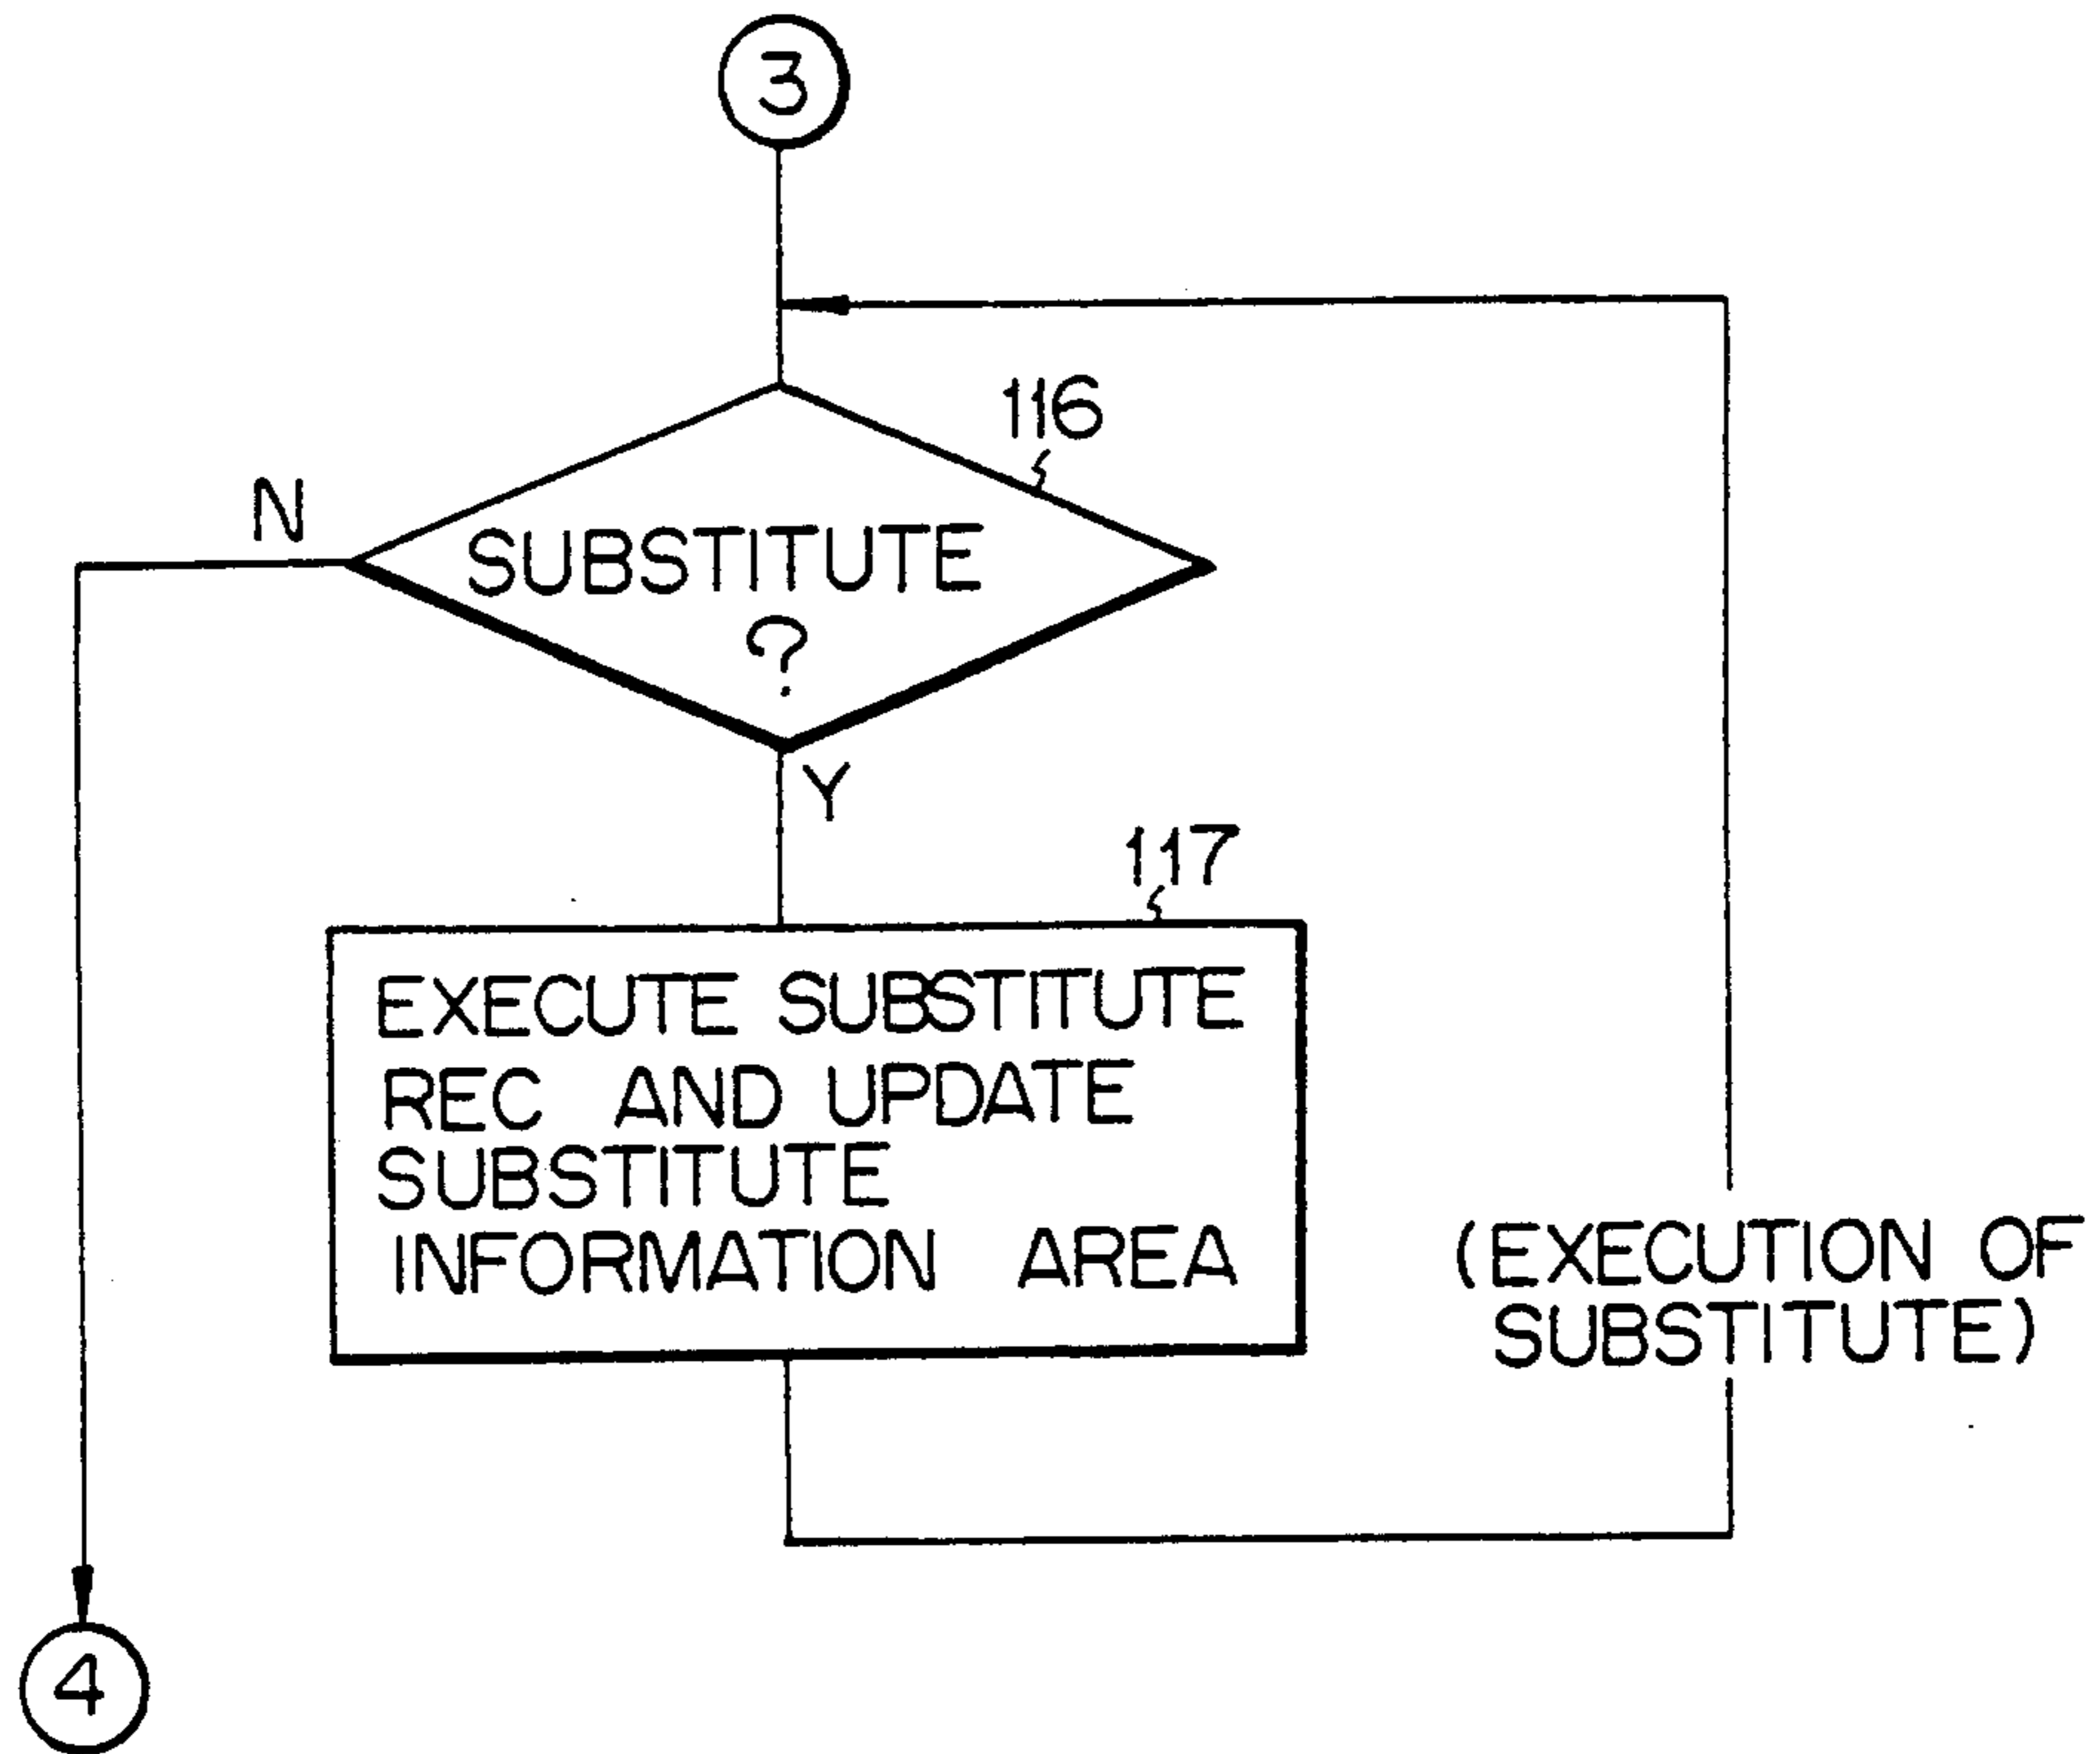 3
116
N
SUBSTITUTE
?
Y
117
EXECUTE SUBSTITUTE
REC AND UPDATE
SUBSTITUTE
INFORMATION AREA
(EXECUTION OF
SUBSTITUTE)
4